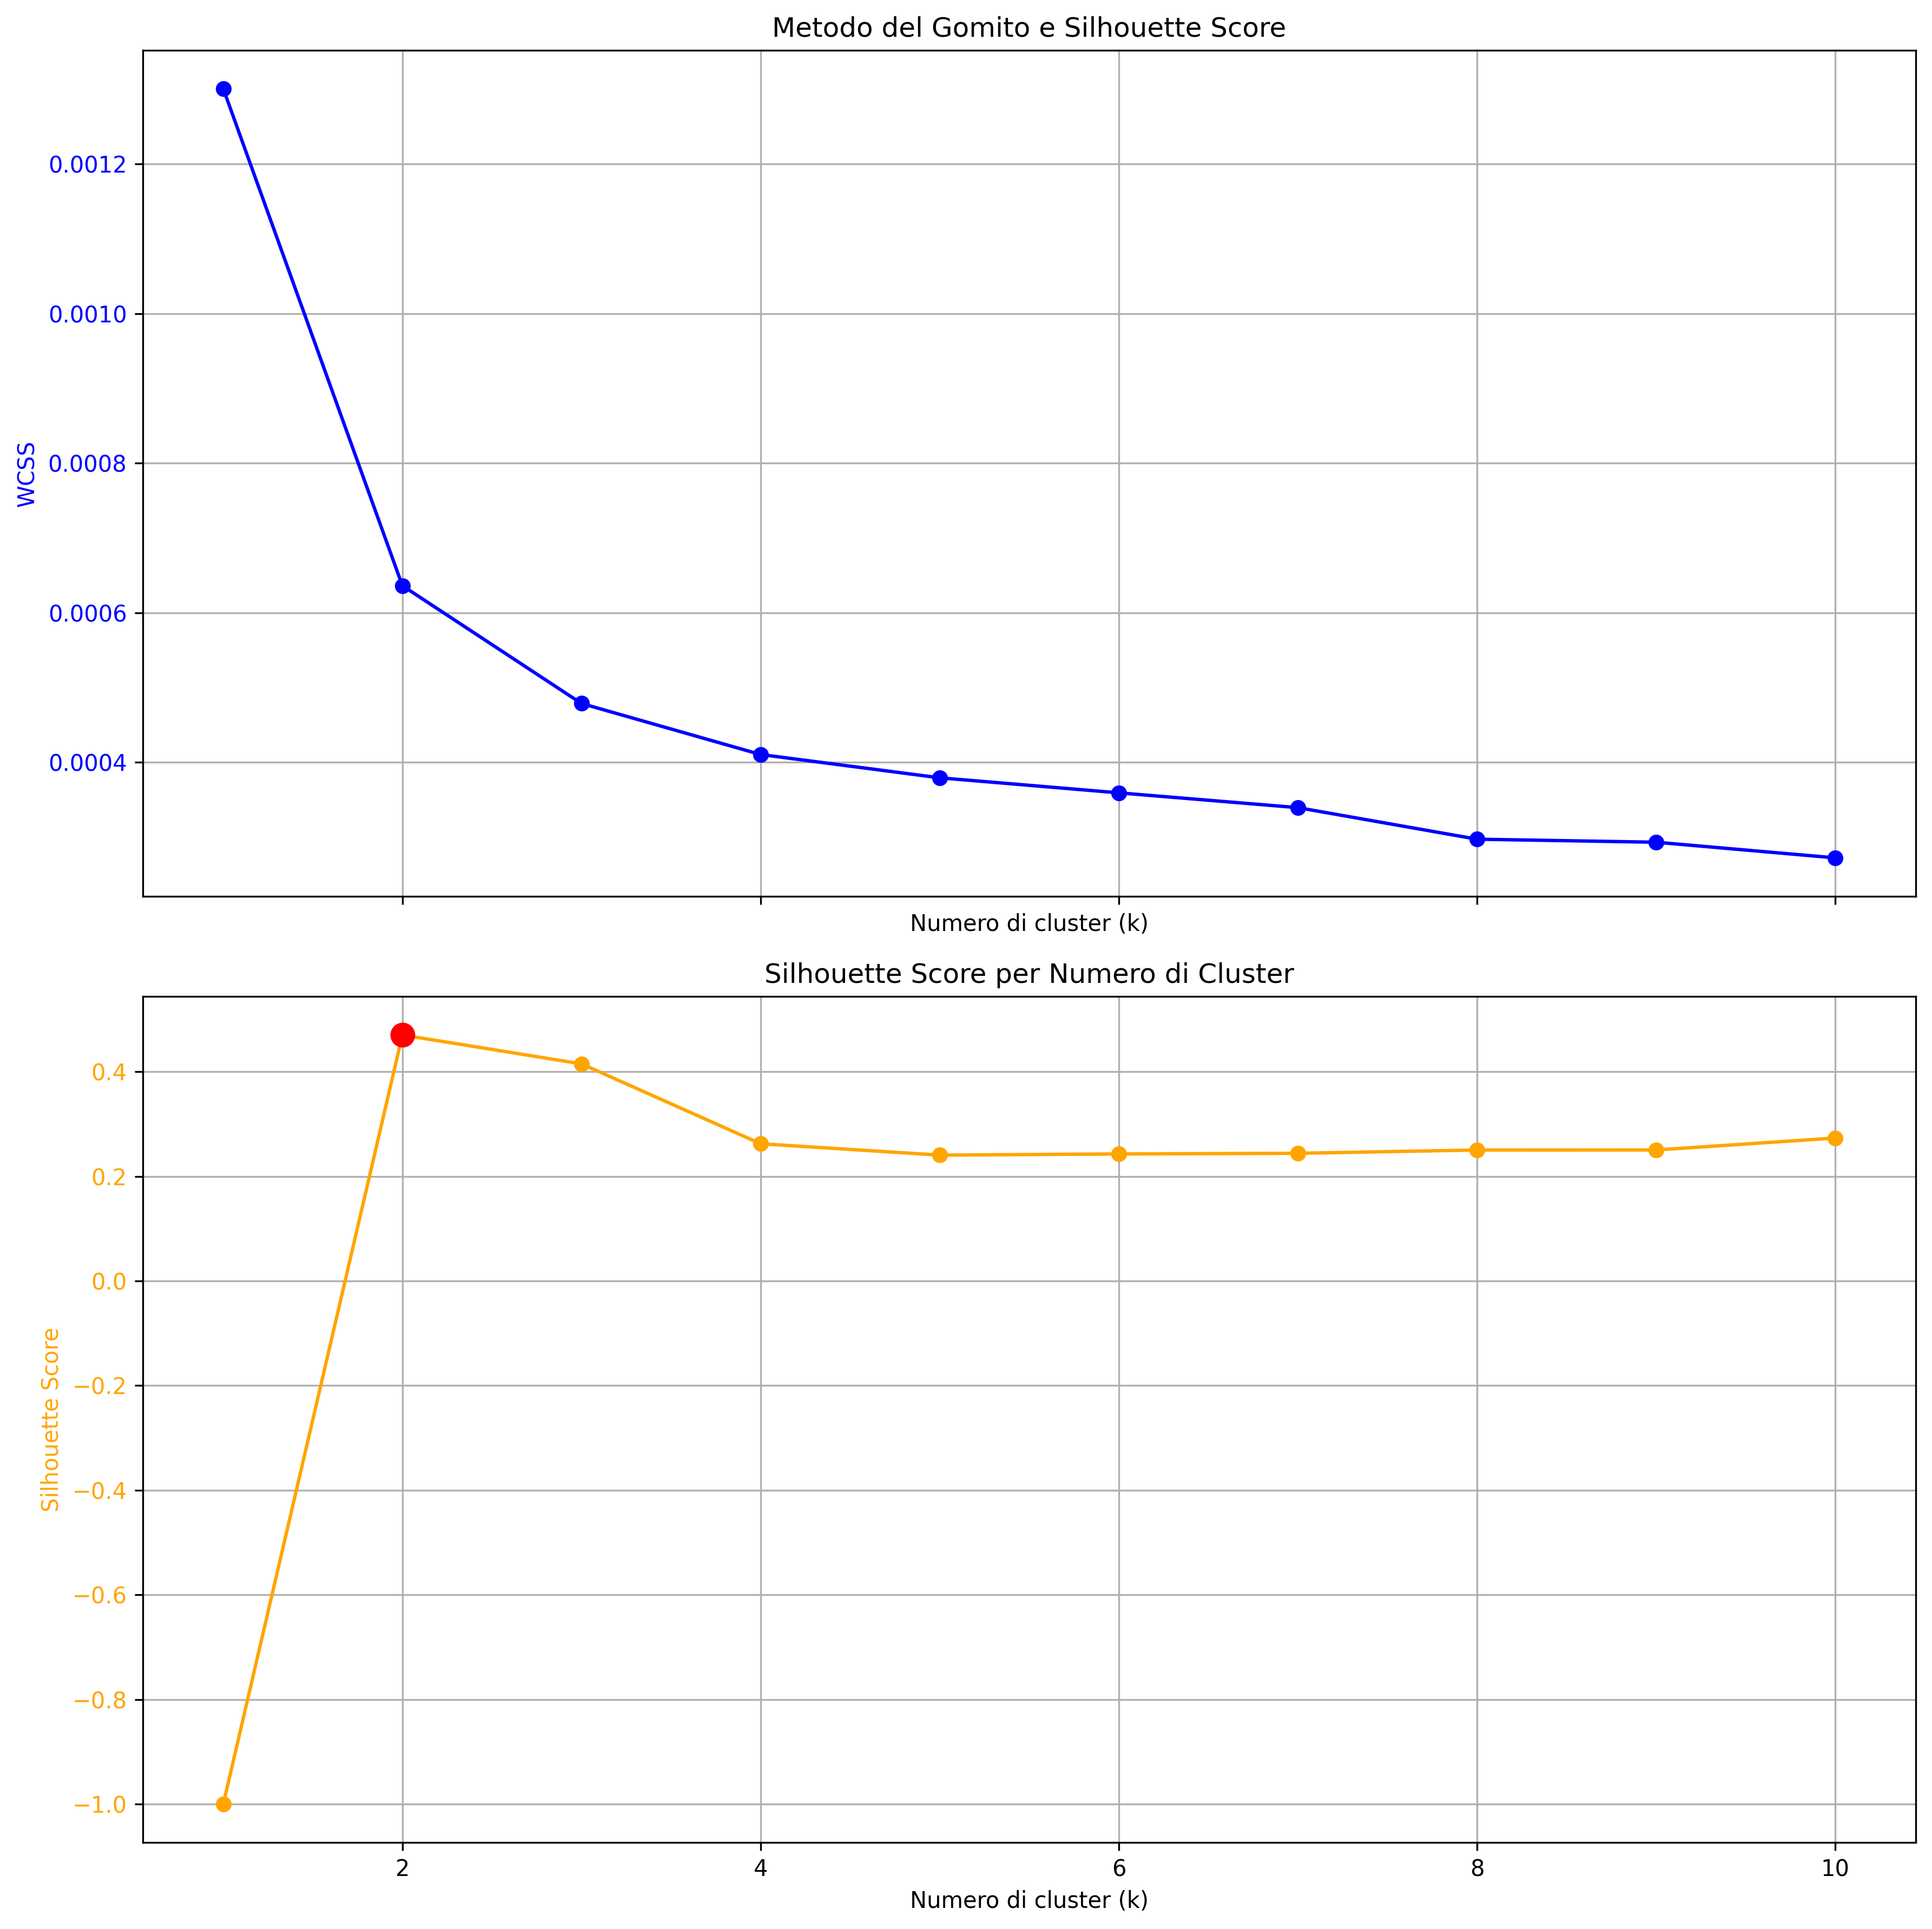 Metodo del Gomito e Silhouette Score
0.0012
0.0010
0.0008
0.0006
0.0004
WCSS
Numero di cluster (k)
Silhouette Score per Numero di Cluster
0.4
0.2
0.0
−0.2
−0.4
−0.6
−0.8
−1.0
Silhouette Score
2 4 6 8 10
Numero di cluster (k)